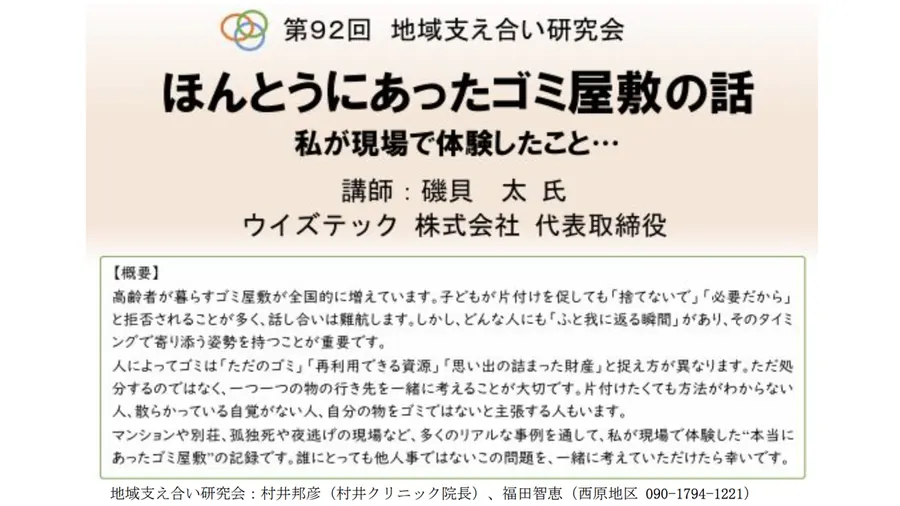 第92回 地域支え合い研究会
ほんとうにあったゴミ屋敷の話
私が現場で体験したこと…
講師：磯貝　太 氏
ウイズテック 株式会社 代表取締役
【概要】
高齢者が暮らすゴミ屋敷が全国的に増えています。子どもが片付けを促しても「捨てないで」「必要だから」
と拒否されることが多く、話し合いは難航します。しかし、どんな人にも「ふと我に返る瞬間」があり、そのタイミ
ングで寄り添う姿勢を持つことが重要です。
人によってゴミは「ただのゴミ」「再利用できる資源」「思い出の詰まった財産」と捉え方が異なります。ただ処
分するのではなく、一つ一つの物の行き先を一緒に考えることが大切です。片付けたくても方法がわからない
人、散らかっている自覚がない人、自分の物をゴミではないと主張する人もいます。
マンションや別荘、孤独死や夜逃げの現場など、多くのリアルな事例を通して、私が現場で体験した“本当に
あったゴミ屋敷”の記録です。誰にとっても他人事ではないこの問題を、一緒に考えていただけたら幸いです。
地域支え合い研究会：村井邦彦（村井クリニック院長）、福田智恵（西原地区 090-1794-1221）